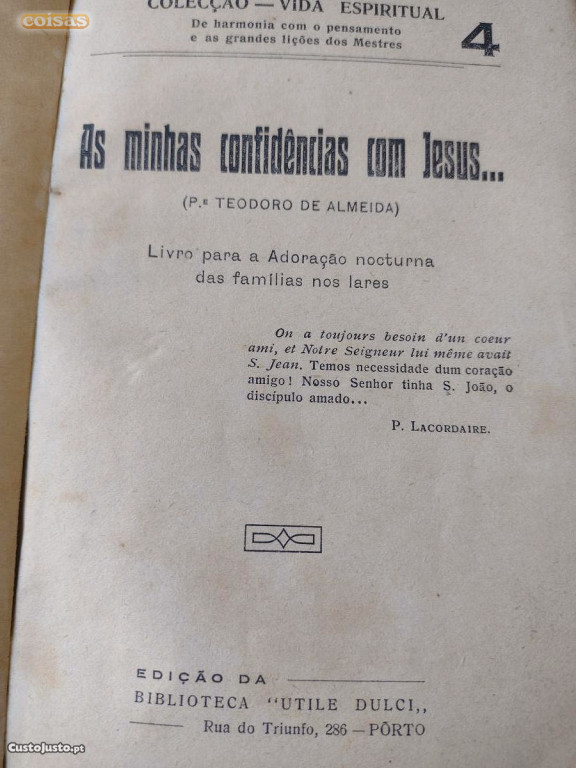 coisas
COLECÇÃO — VIDA ESPIRITUAL
De harmonia com o pensamento
e as grandes lições dos Mestres
4
As minhas confidências com Jesus...
(P.e TEODORO DE ALMEIDA)
Livro para a Adoração nocturna
das famílias nos lares
On a toujours besoin d'un coeur
ami, et Notre Seigneur lui même avait
S. Jean. Temos necessidade dum coração
amigo! Nosso Senhor tinha S. João, o
discípulo amado...
P. LACORDAIRE.
EDIÇÃO DA
BIBLIOTECA "UTILE DULCI,,
Rua do Triunfo, 286 — PÔRTO
CustoJusto.pt